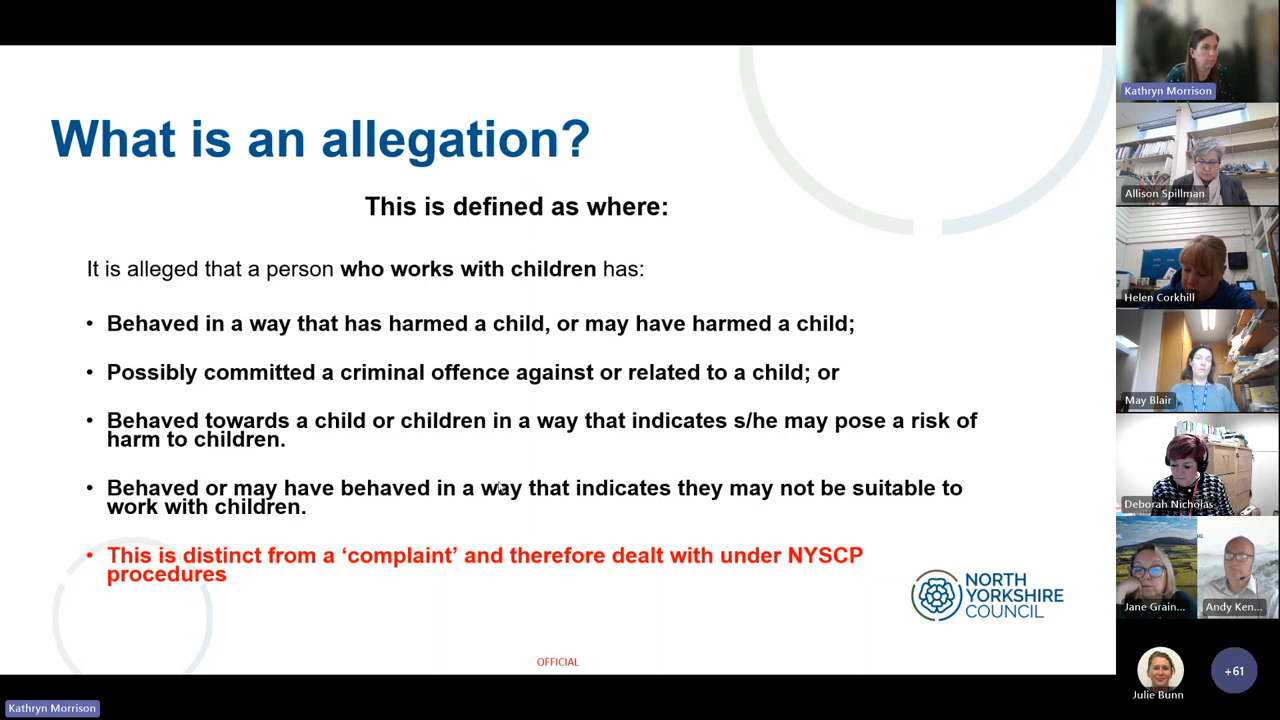 What is an allegation?
This is defined as where:
It is alleged that a person who works with children has:
• Behaved in a way that has harmed a child, or may have harmed a child;
• Possibly committed a criminal offence against or related to a child; or
• Behaved towards a child or children in a way that indicates s/he may pose a risk of
harm to children.
• Behaved or may have behaved in a way that indicates they may not be suitable to
work with children.
• This is distinct from a ‘complaint’ and therefore dealt with under NYSCP
procedures
NORTH
YORKSHIRE
COUNCIL
OFFICIAL
Kathryn Morrison
Kathryn Morrison
Allison Spillman
Helen Corkhill
May Blair
Deborah Nicholas
Jane Grain...
Andy Ken...
Julie Bunn
+61